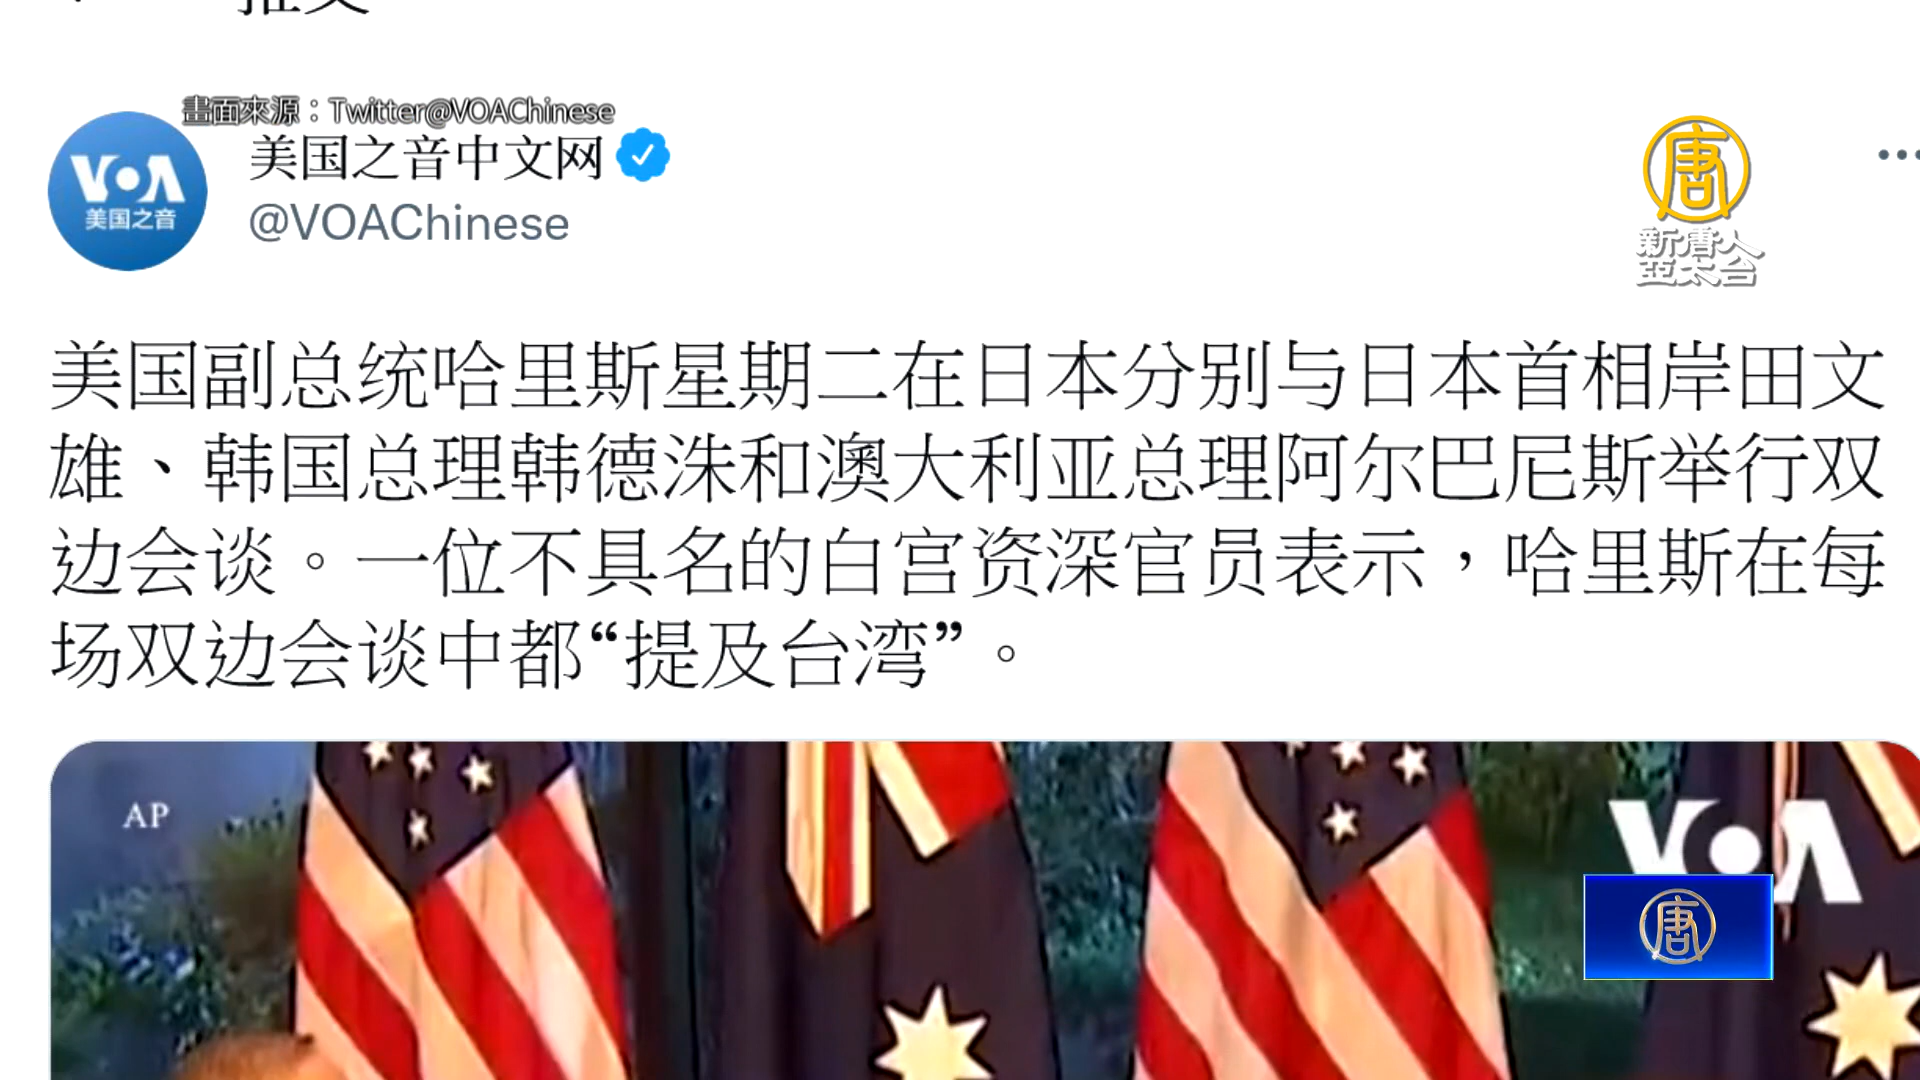 推文
畫面來源：Twitter@VOAChinese
美国之音中文网
@VOAChinese
VOA
美国之音
唐
新唐人
亞太台
美国副总统哈里斯星期二在日本分别与日本首相岸田文
雄、韩国总理韩德洙和澳大利亚总理阿尔巴尼斯举行双
边会谈。一位不具名的白宫资深官员表示，哈里斯在每
场双边会谈中都“提及台湾”。
AP
VOA
唐